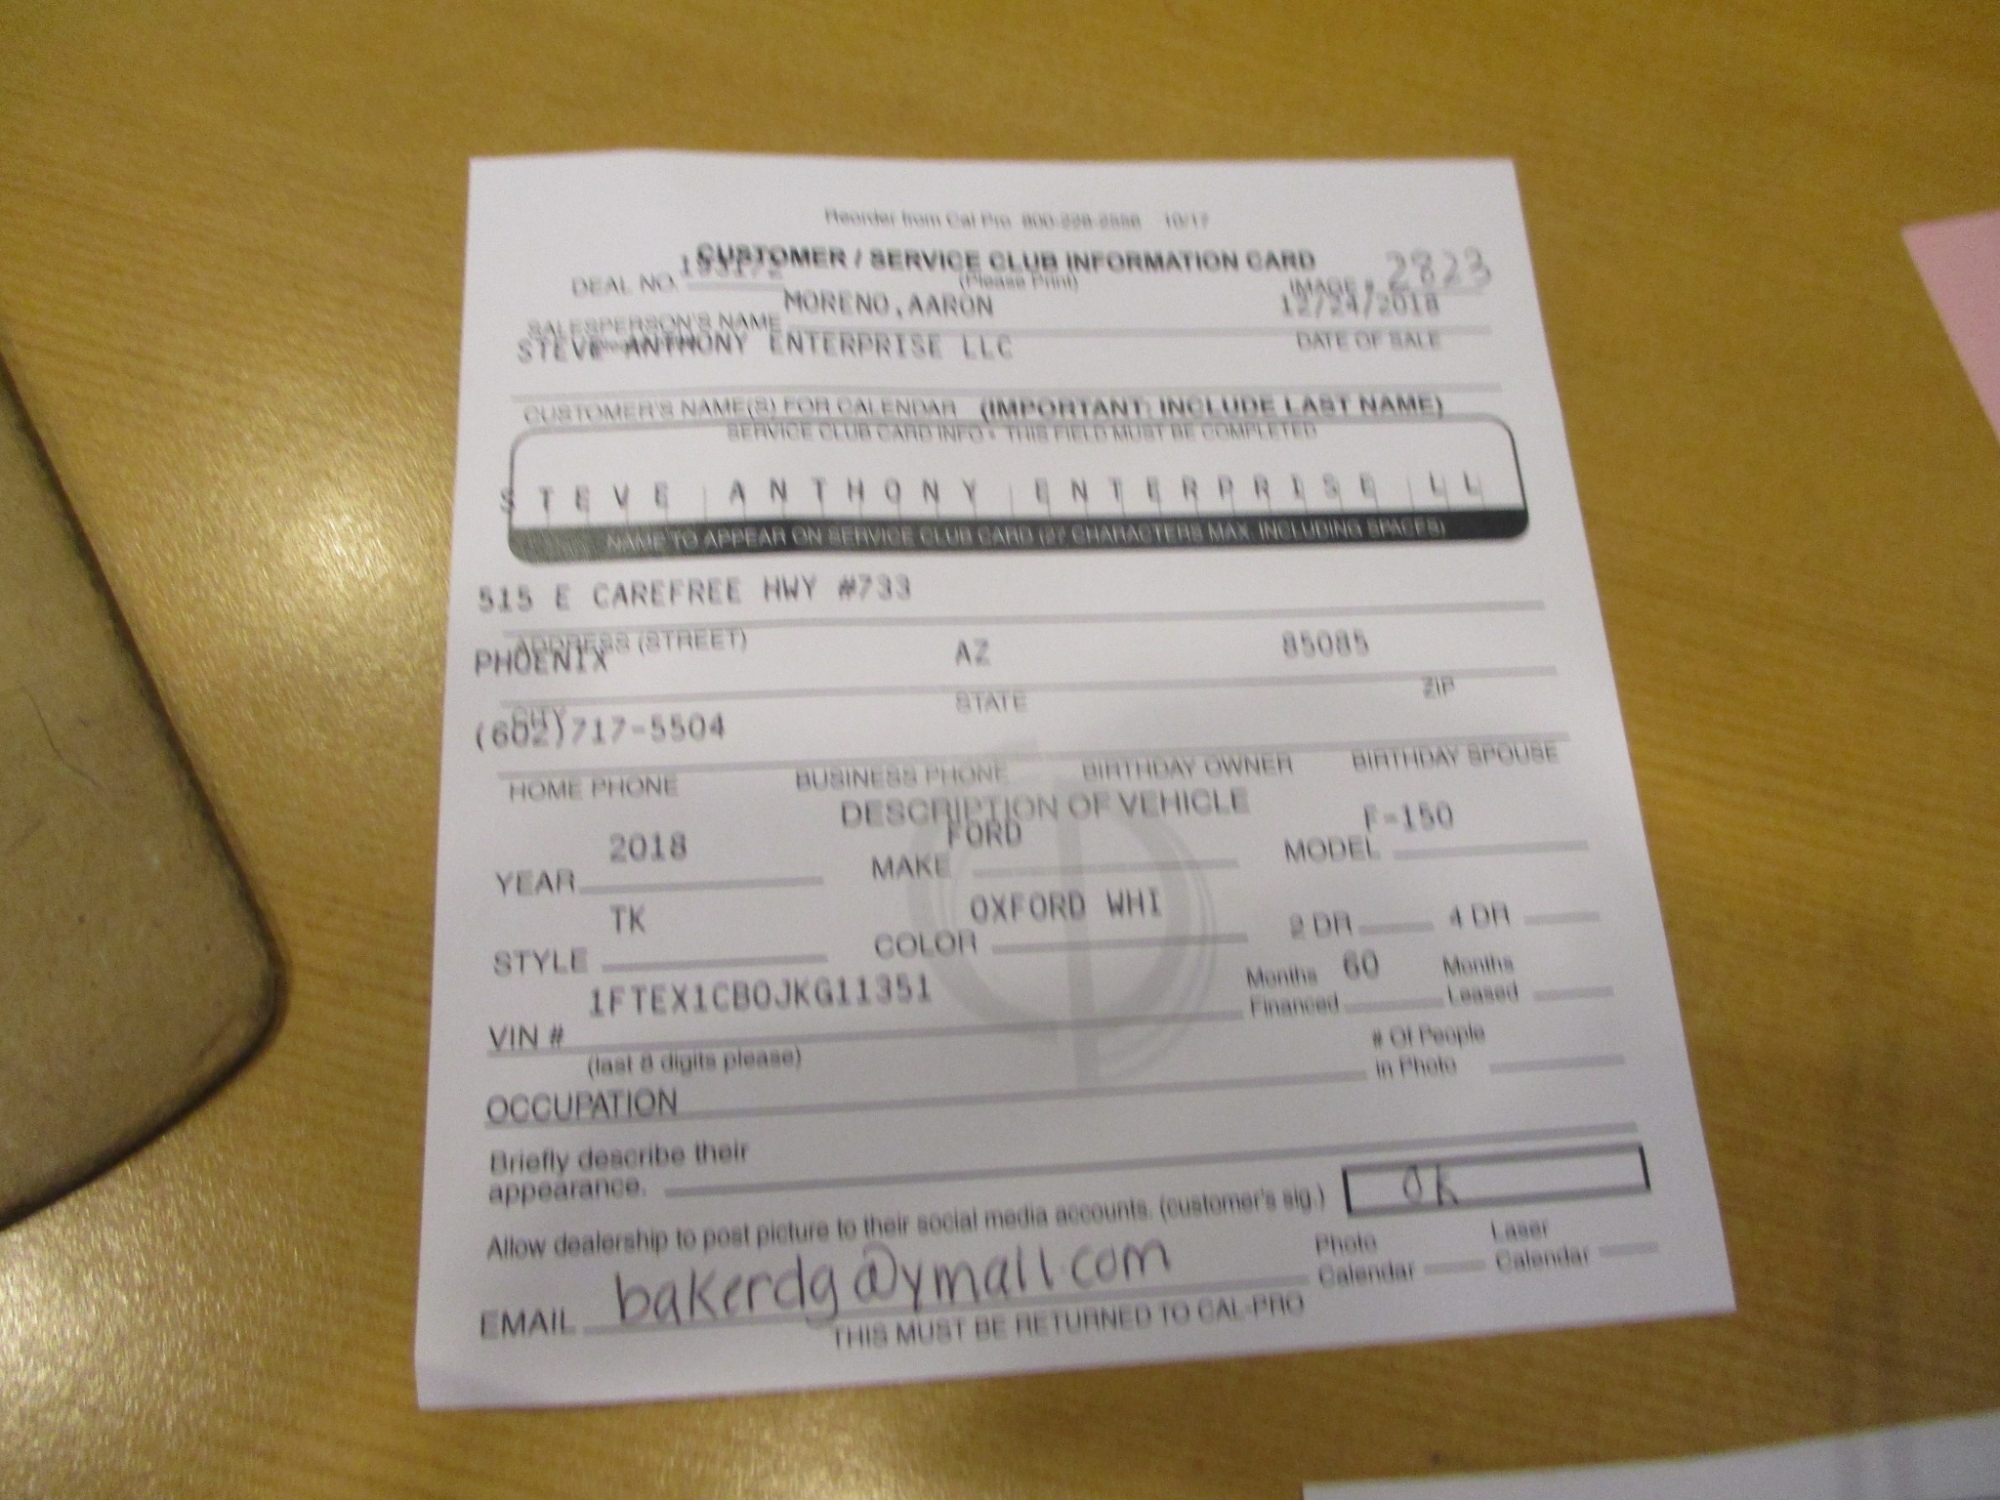 Reorder from Cal Pro 800-228-2556 10/17
CUSTOMER / SERVICE CLUB INFORMATION CARD
DEAL NO. (Please Print) IMAGE # 2823
MORENO,AARON 12/24/2018
SALESPERSON'S NAME
STEVE ANTHONY ENTERPRISE LLC DATE OF SALE
CUSTOMER'S NAME(S) FOR CALENDAR (IMPORTANT: INCLUDE LAST NAME)
SERVICE CLUB CARD INFO • THIS FIELD MUST BE COMPLETED
STEVE ANTHONY ENTERPRISE LL
NAME TO APPEAR ON SERVICE CLUB CARD (27 CHARACTERS MAX. INCLUDING SPACES)
515 E CAREFREE HWY #733
ADDRESS (STREET)
PHOENIX AZ 85085
CITY STATE ZIP
(602)717-5504
HOME PHONE BUSINESS PHONE BIRTHDAY OWNER BIRTHDAY SPOUSE
DESCRIPTION OF VEHICLE
YEAR 2018 MAKE FORD MODEL F-150
STYLE TK COLOR OXFORD WHI 2 DR 4 DR
VIN # 1FTEX1CB0JKG11351 Months Financed 60 Months Leased
(last 8 digits please) # Of People in Photo
OCCUPATION
Briefly describe their
appearance.
Allow dealership to post picture to their social media accounts. (customer's sig.) OK
Photo Calendar Laser Calendar
EMAIL bakerdg@ymail.com
THIS MUST BE RETURNED TO CAL-PRO